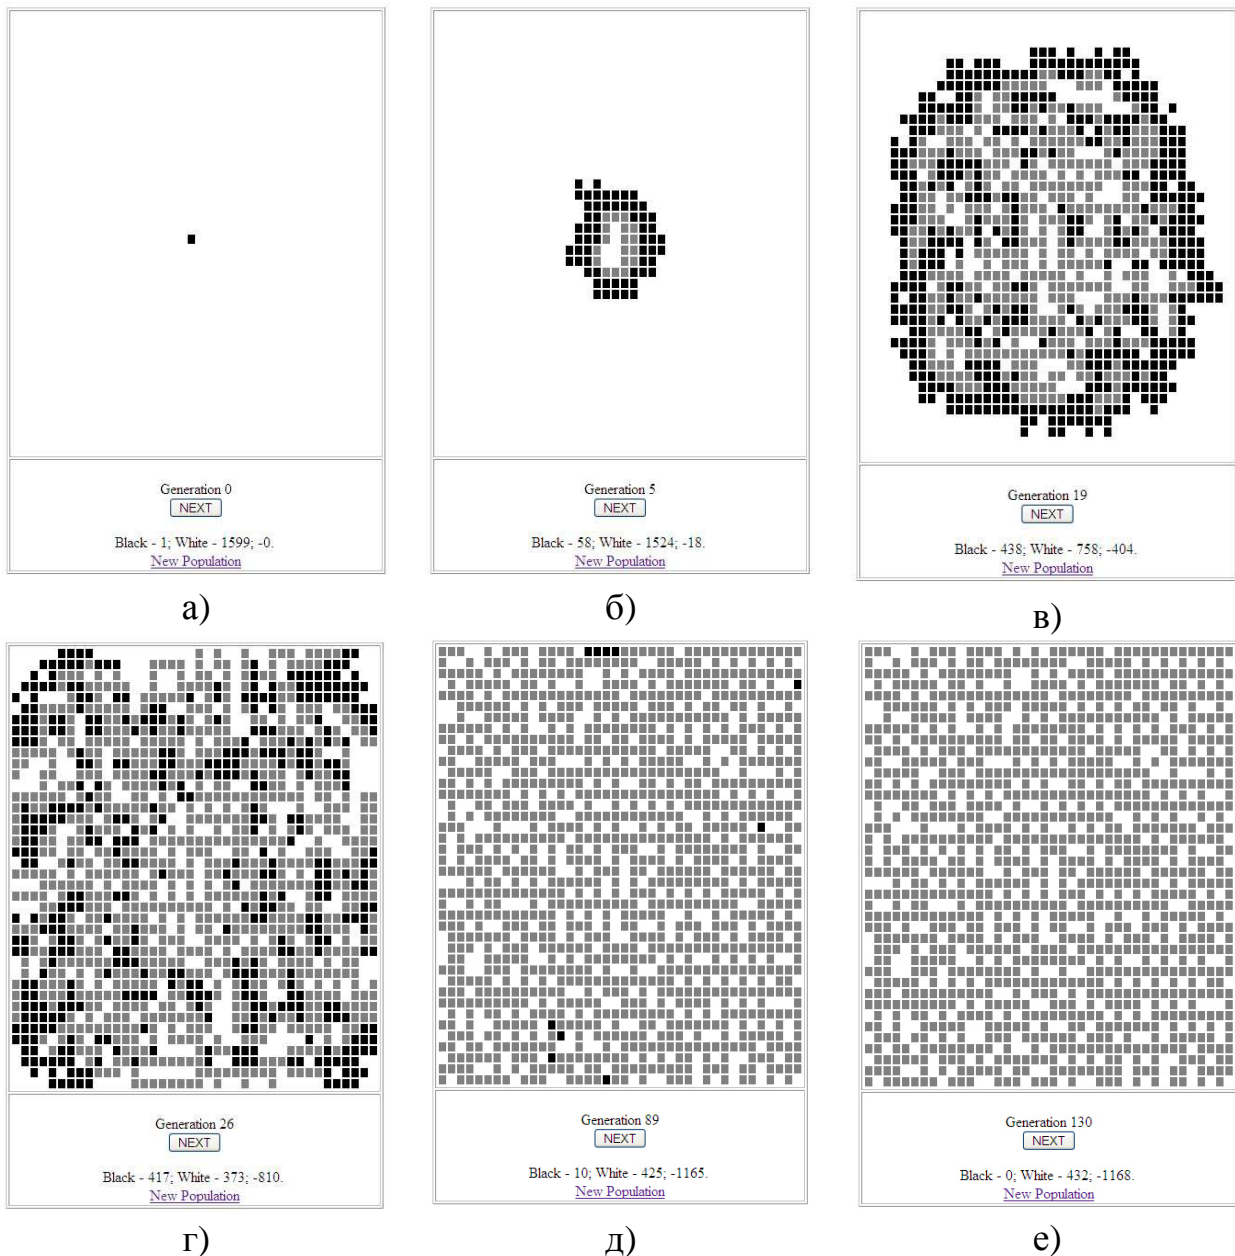 Generation 0
NEXT
Black - 1; White - 1599; -0.
New Population
а)
Generation 5
NEXT
Black - 58; White - 1524; -18.
New Population
б)
Generation 19
NEXT
Black - 438; White - 758; -404.
New Population
в)
Generation 26
NEXT
Black - 417; White - 373; -810.
New Population
г)
Generation 89
NEXT
Black - 10; White - 425; -1165.
New Population
д)
Generation 130
NEXT
Black - 0; White - 432; -1168.
New Population
е)